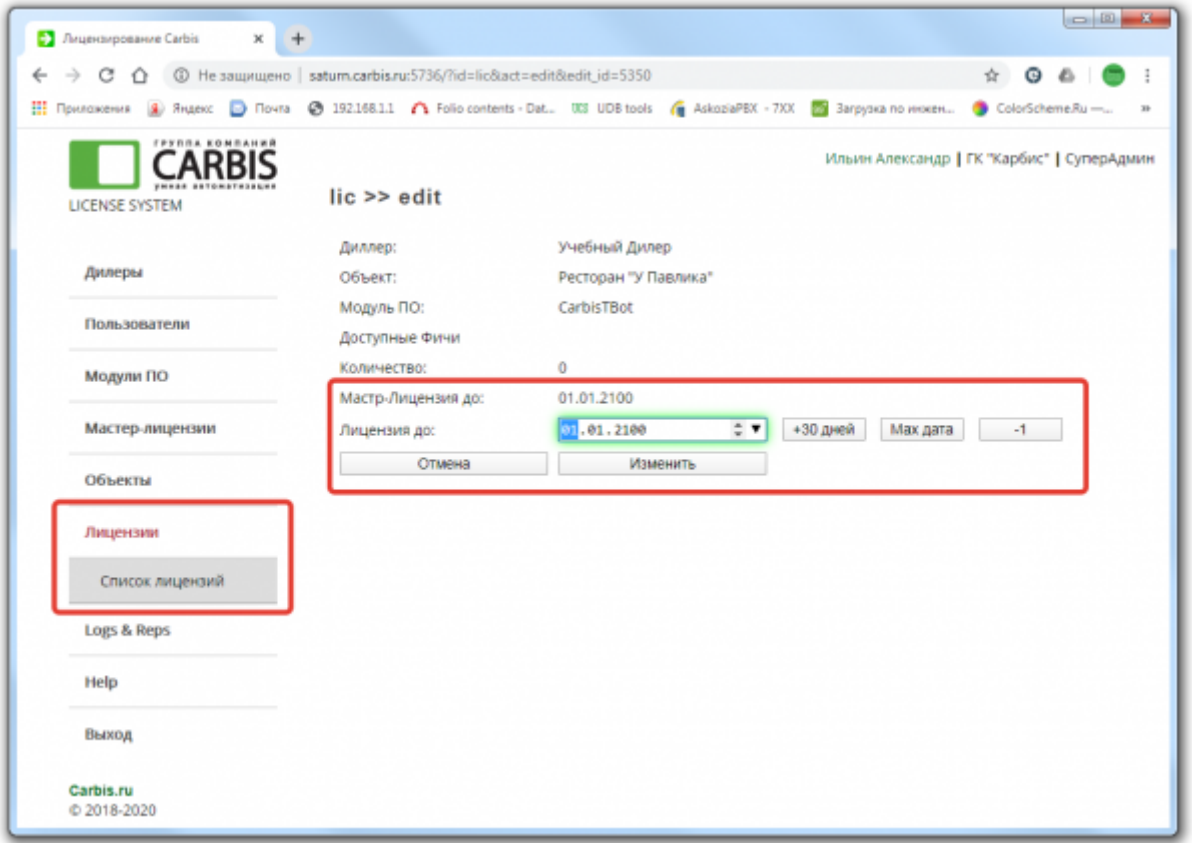 Лицензирование Carbis
Не защищено | saturn.carbis.ru:5736/?id=lic&act=edit&edit_id=5350
Приложения Яндекс Почта 192.168.1.1 Folio contents - Dat... UCS UDB tools AskoziaPBX - 7XX Загрузка по инжен... ColorScheme.Ru —... »
ГРУППА КОМПАНИЙ
CARBIS
умная автоматизация
LICENSE SYSTEM
Ильин Александр | ГК "Карбис" | СуперАдмин
lic >> edit
Диллер: Учебный Дилер
Объект: Ресторан "У Павлика"
Модуль ПО: CarbisTBot
Доступные Фичи
Количество: 0
Мастр-Лицензия до: 01.01.2100
Лицензия до: 01.01.2100 +30 дней Мах дата -1
Отмена Изменить
Дилеры
Пользователи
Модули ПО
Мастер-лицензии
Объекты
Лицензии
Список лицензий
Logs & Reps
Help
Выход
Carbis.ru
© 2018-2020